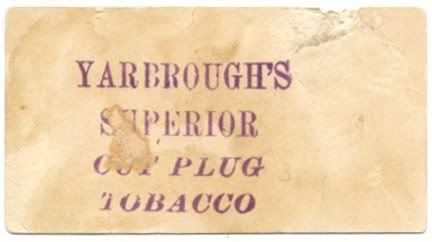 YARBROUGH'S
SUPERIOR
CUT PLUG
TOBACCO